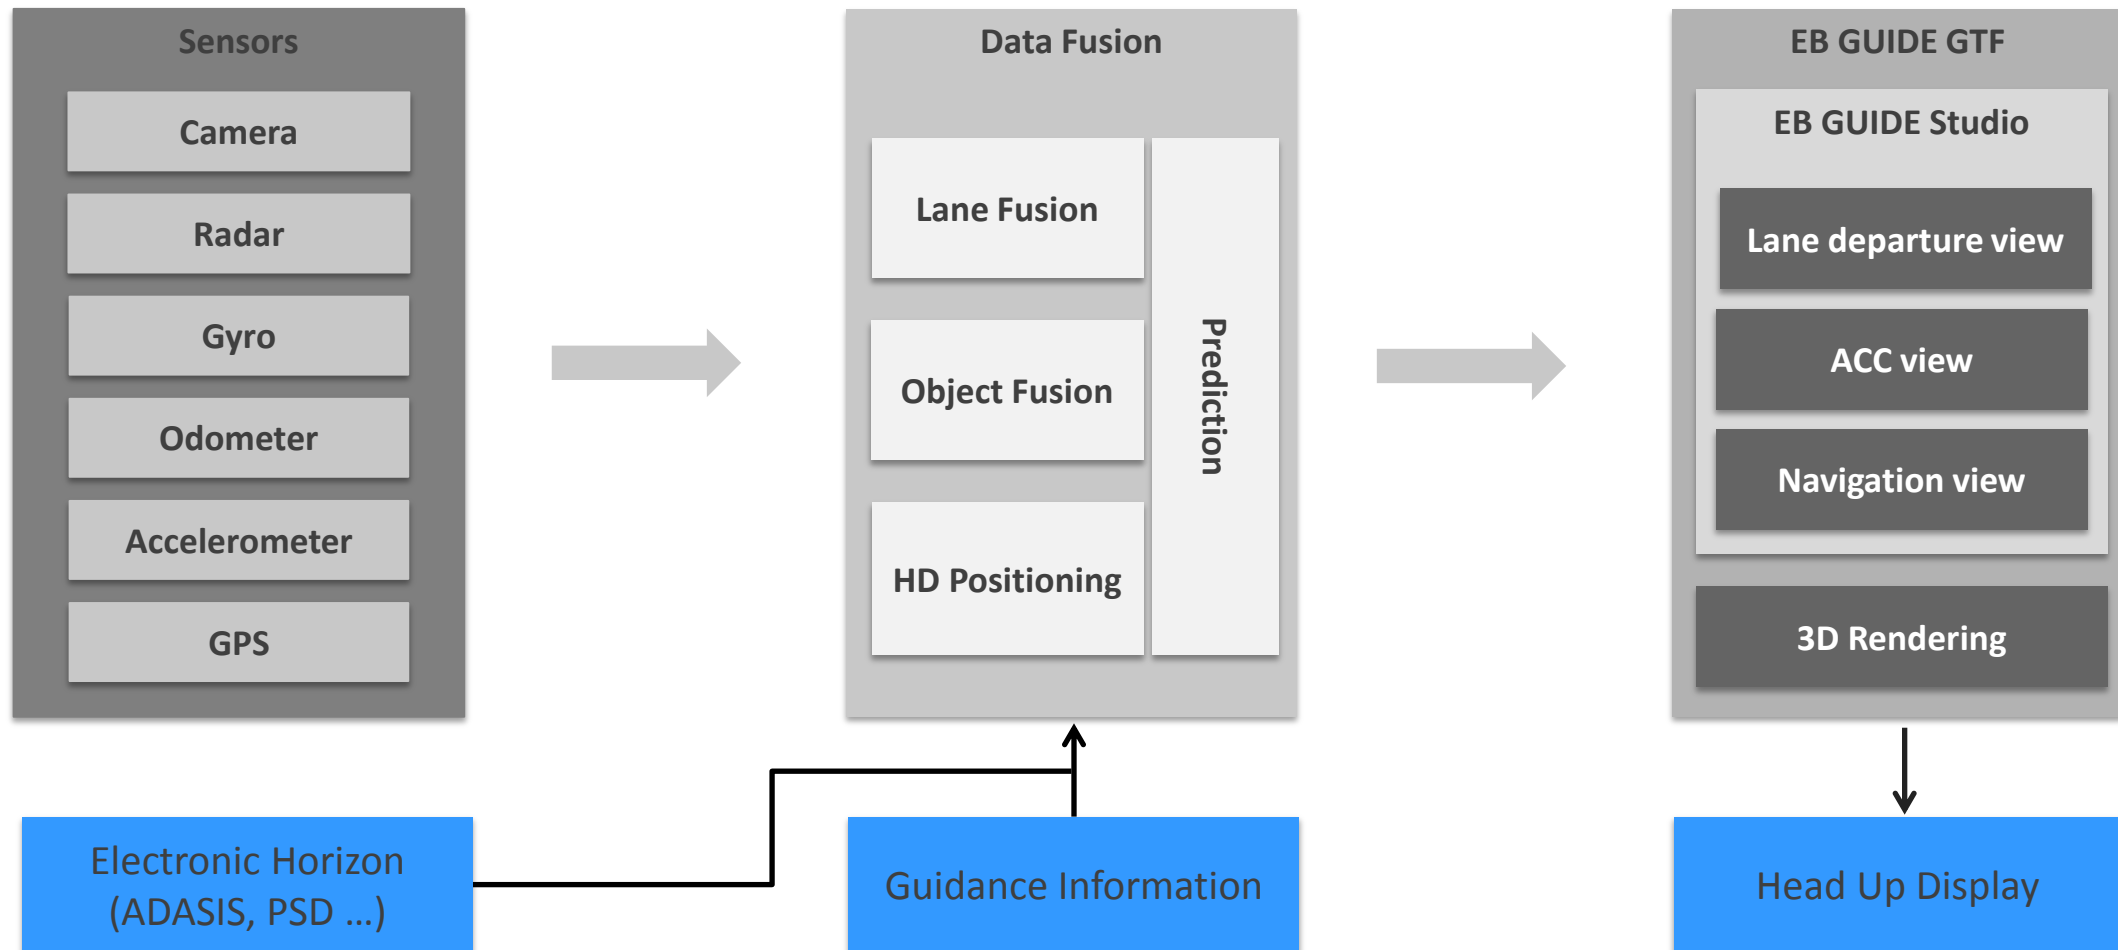 Sensors
Camera
Radar
Gyro
Odometer
Accelerometer
GPS
Data Fusion
Lane Fusion
Object Fusion
HD Positioning
Prediction
EB GUIDE GTF
EB GUIDE Studio
Lane departure view
ACC view
Navigation view
3D Rendering
Electronic Horizon
(ADASIS, PSD ...)
Guidance Information
Head Up Display